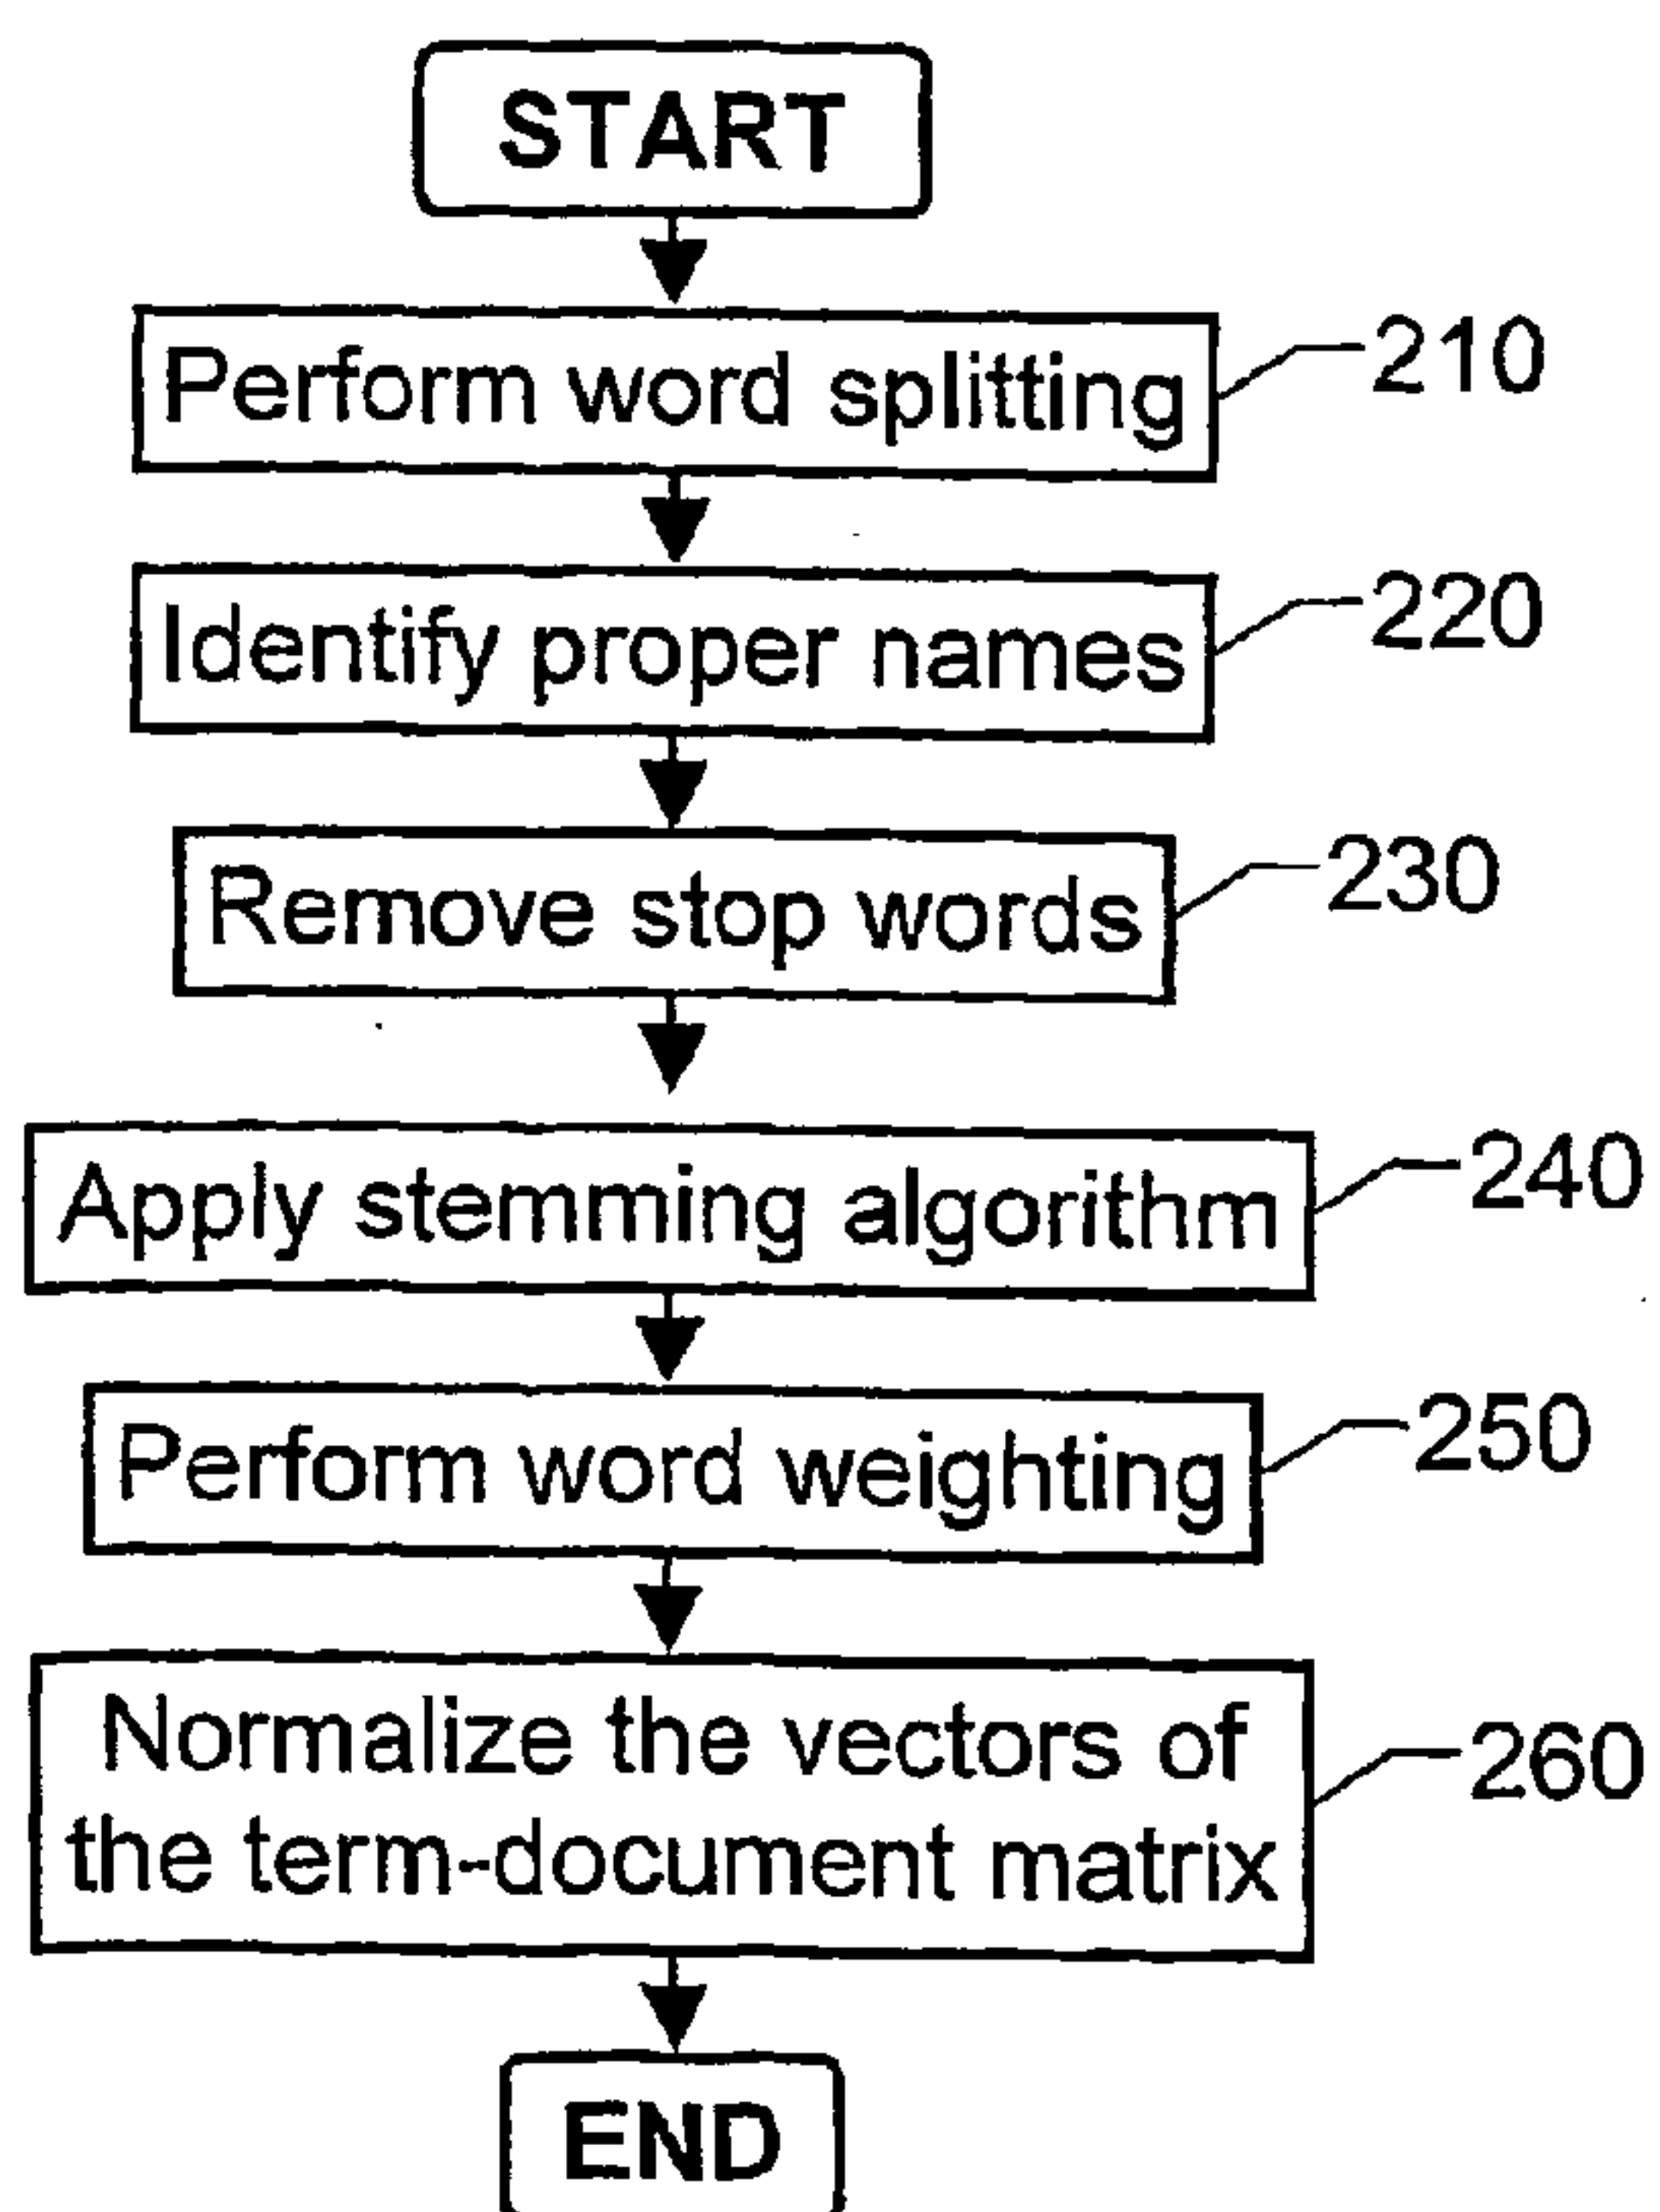 START
Perform word splitting
210
Identify proper names
220
Remove stop words
230
Apply stemming algorithm
240
Perform word weighting
250
Normalize the vectors of
the term-document matrix
260
END